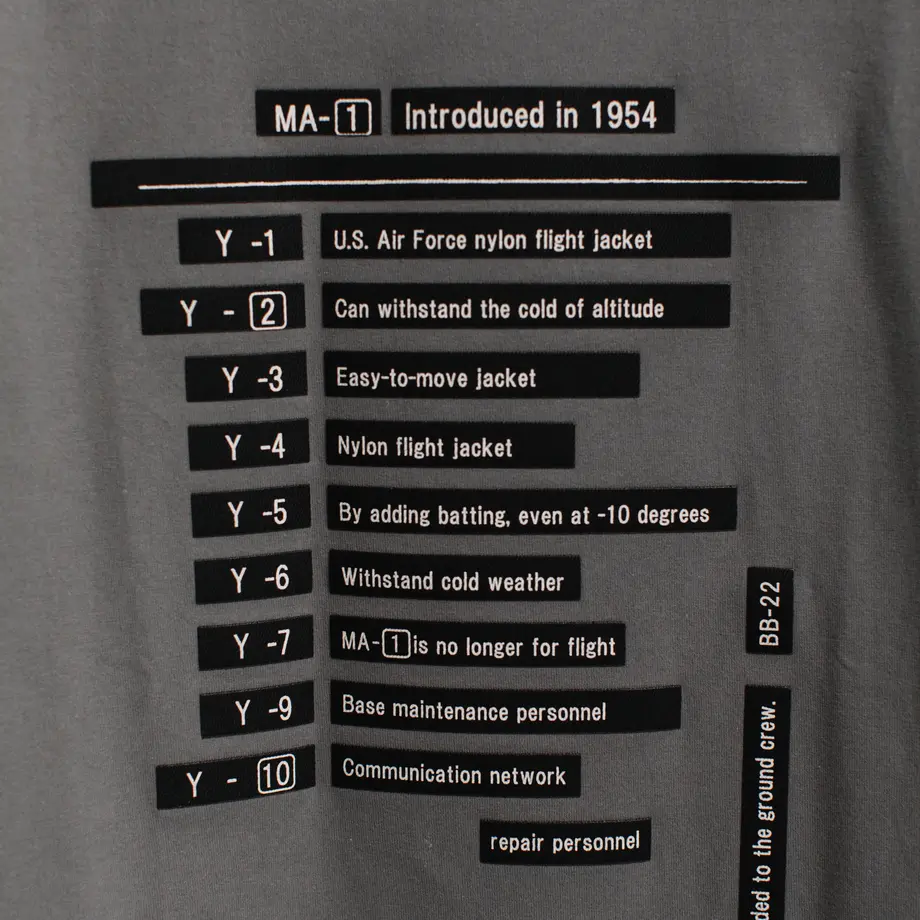 MA-1 Introduced in 1954
Y -1 U.S. Air Force nylon flight jacket
Y - 2 Can withstand the cold of altitude
Y -3 Easy-to-move jacket
Y -4 Nylon flight jacket
Y -5 By adding batting, even at -10 degrees
Y -6 Withstand cold weather
Y -7 MA-1 is no longer for flight
Y -9 Base maintenance personnel
Y - 10 Communication network
repair personnel
BB-22
to the ground crew.